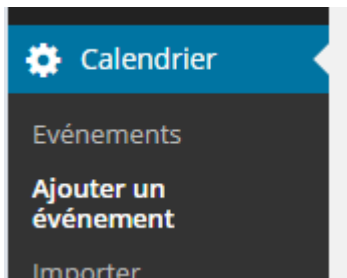 Calendrier
Evénements
Ajouter un
événement
Importer